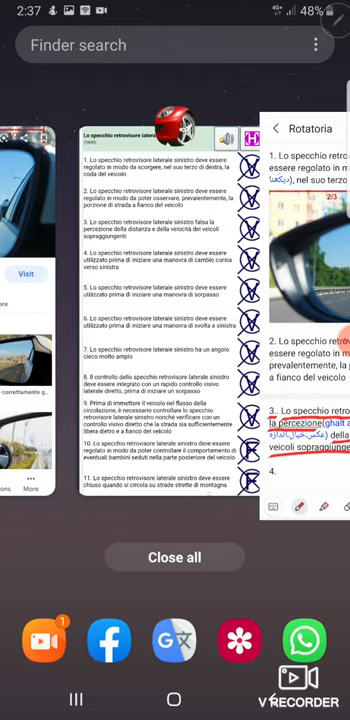 2:37
4G+
48%
Finder search
Visit
ore
correttamente g...
ons
More
Lo specchio retrovisore latera
1. Lo specchio retrovisore laterale sinistro deve essere
regolato in modo da scorgere, nel suo terzo di destra, la
coda del veicolo
2. Lo specchio retrovisore laterale sinistro deve essere
regolato in modo da poter osservare, prevalentemente, la
porzione di strada a fianco del veicolo
3. Lo specchio retrovisore laterale sinistro falsa la
percezione della distanza e della velocità dei veicoli
sopraggiungenti
4. Lo specchio retrovisore laterale sinistro deve essere
utilizzato prima di iniziare una manovra di cambio corsia
verso sinistra
5. Lo specchio retrovisore laterale sinistro deve essere
utilizzato prima di iniziare una manovra di sorpasso
6. Lo specchio retrovisore laterale sinistro deve essere
utilizzato prima di iniziare una manovra di svolta a sinistra
7. Lo specchio retrovisore laterale sinistro ha un angolo
cieco molto ampio
8. Il controllo dello specchio retrovisore laterale sinistro
deve essere integrato con un rapido controllo visivo
laterale diretto, prima di iniziare un sorpasso
9. Prima di immettere il veicolo nel flusso della
circolazione, è necessario controllare lo specchio
retrovisore laterale sinistro nonché verificare con un
controllo visivo diretto che la strada sia sufficientemente
libera dietro e a fianco del veicolo
10. Lo specchio retrovisore laterale sinistro deve essere
regolato in modo da poter controllare il comportamento di
eventuali bambini seduti nella parte posteriore del veicolo
11. Lo specchio retrovisore laterale sinistro deve essere
chiuso quando si circola su strade strette di montagna
V
V
V
V
V
V
V
V
V
F
F
Rotatoria
1. Lo specchio retro
essere regolato in m
nel suo terzo
2/3
2. Lo specchio retro
essere regolato in m
prevalentemente, la p
a fianco del veicolo
3.. Lo specchio retro
la percezione(ghalt a
(عکس,خیال,اندازه della
veicoli sopraggiunge
4.
Close all
1
G
VRECORDER